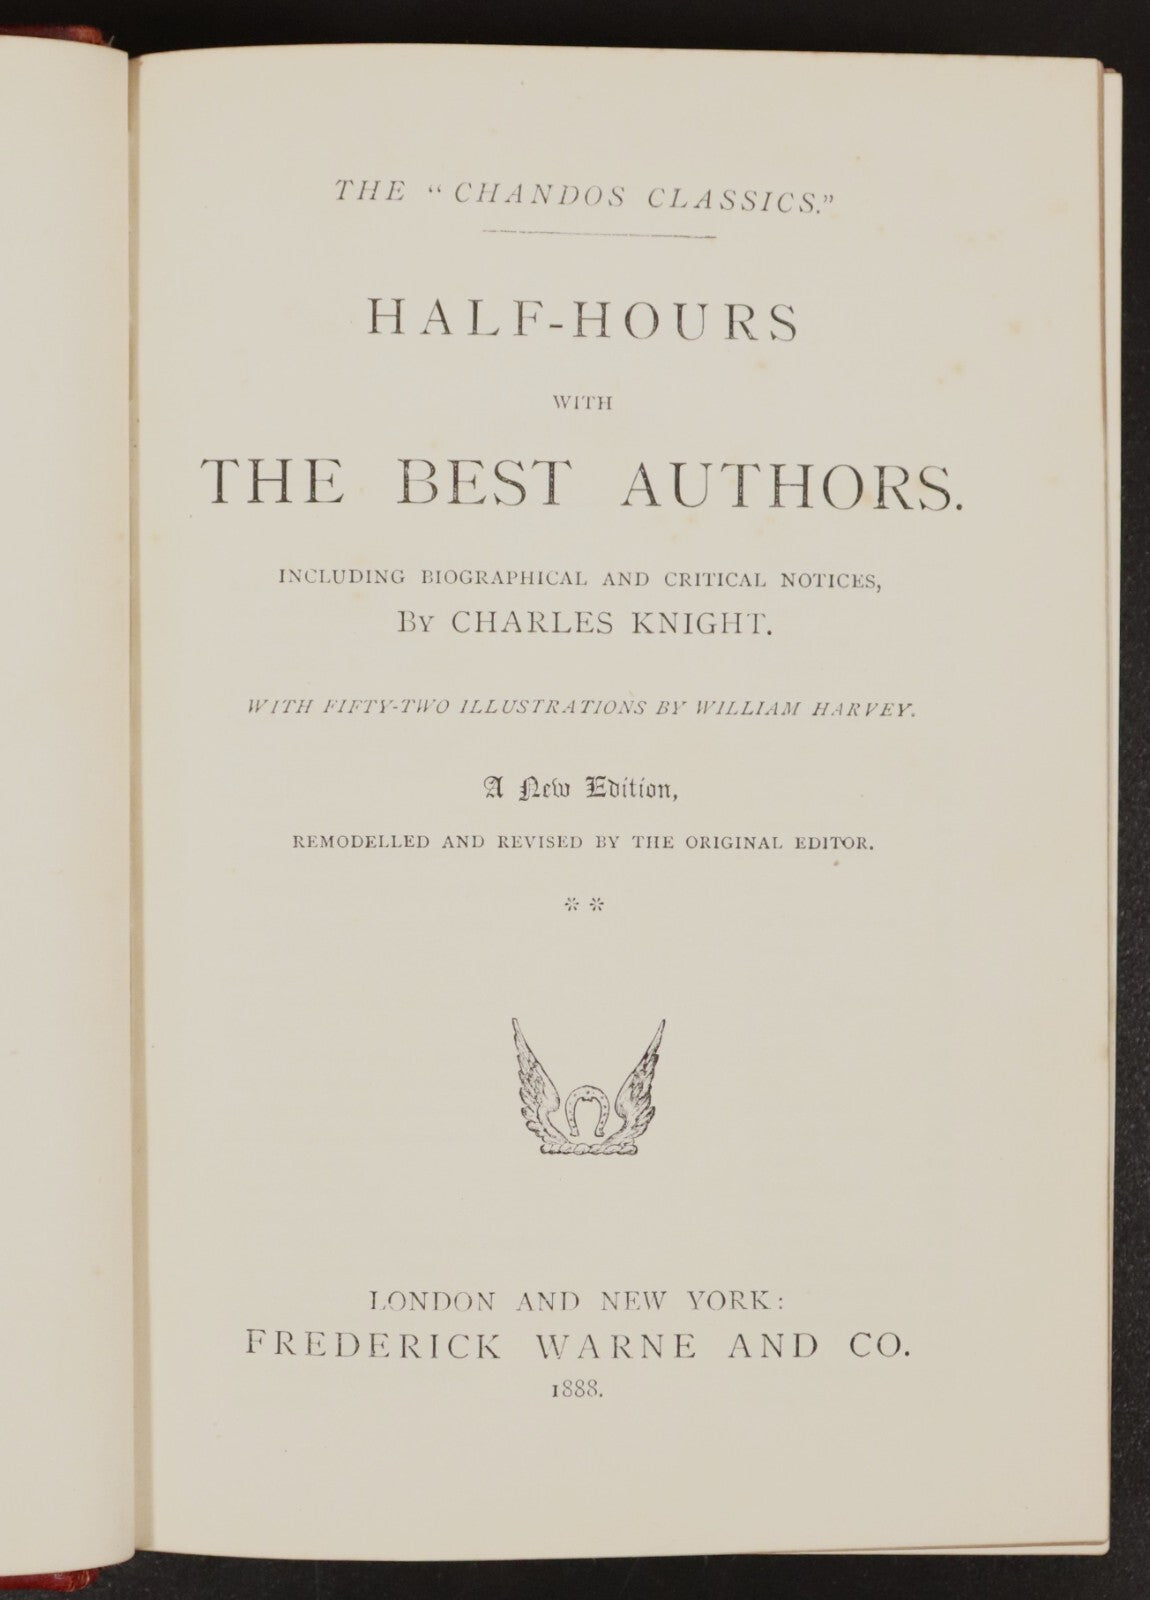 THE "CHANDOS CLASSICS."
HALF-HOURS
WITH
THE BEST AUTHORS.
INCLUDING BIOGRAPHICAL AND CRITICAL NOTICES,
BY CHARLES KNIGHT.
WITH FIFTY-TWO ILLUSTRATIONS BY WILLIAM HARVEY.
A New Edition,
REMODELLED AND REVISED BY THE ORIGINAL EDITOR.
* *
LONDON AND NEW YORK:
FREDERICK WARNE AND CO.
1888.